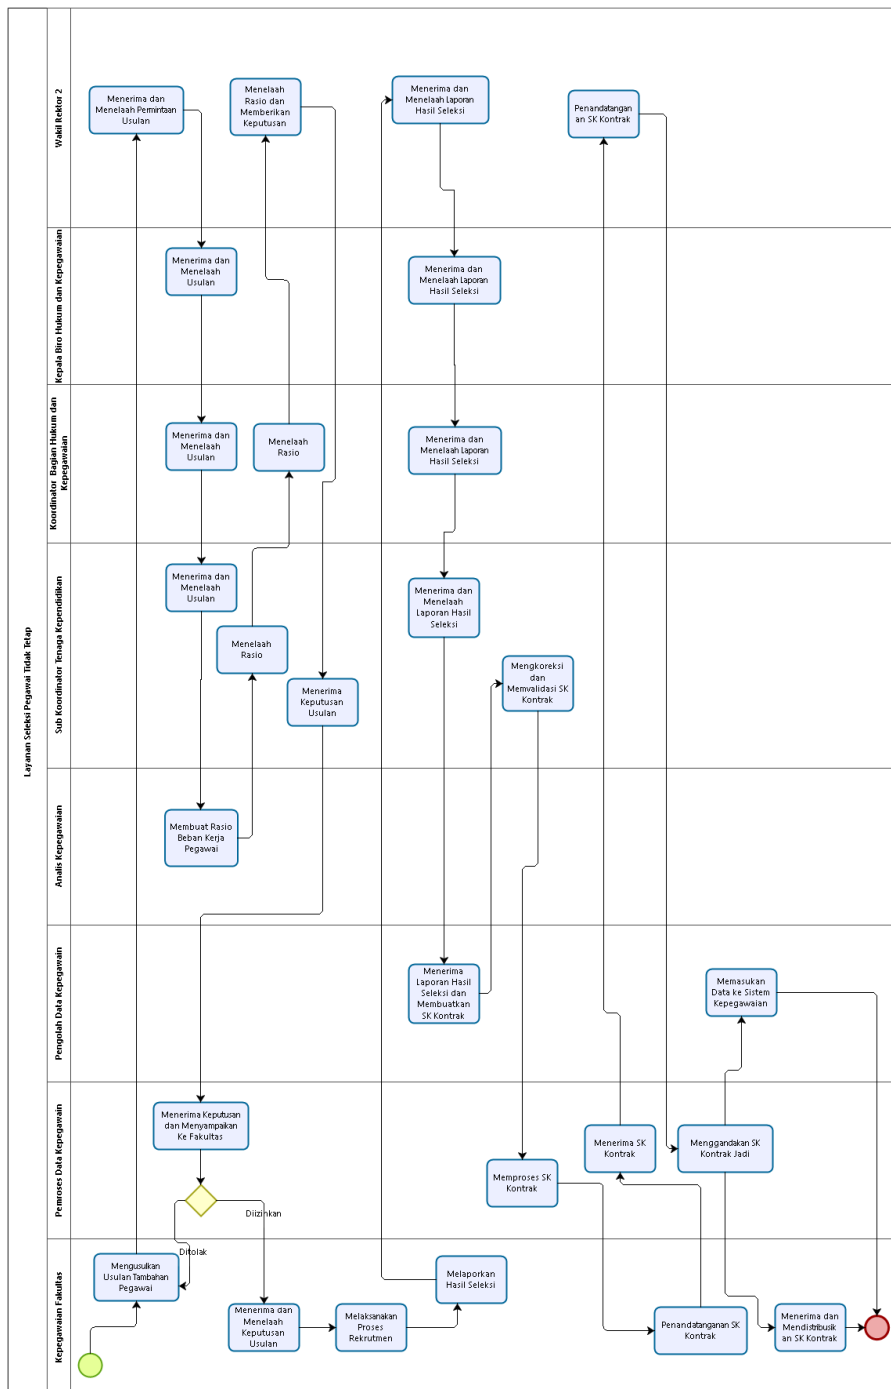 Layanan Seleksi Pegawai Tidak Tetap
Wakil Rektor 2
Menerima dan
Menelaah Permintaan
Usulan
Menelaah
Rasio dan
Memberikan
Keputusan
Menerima dan
Menelaah Laporan
Hasil Seleksi
Penandatangan
an SK Kontrak
Kepala Biro Hukum dan Kepegawaian
Menerima dan
Menelaah
Usulan
Menerima dan
Menelaah Laporan
Hasil Seleksi
Koordinator Bagian Hukum dan
Kepegawaian
Menerima dan
Menelaah
Usulan
Menelaah
Rasio
Menerima dan
Menelaah Laporan
Hasil Seleksi
Sub Koordinator Tenaga Kependidikan
Menerima dan
Menelaah
Usulan
Menelaah
Rasio
Menerima
Keputusan
Usulan
Menerima dan
Menelaah
Laporan Hasil
Seleksi
Mengkoreksi
dan
Memvalidasi SK
Kontrak
Analis Kepegawaian
Membuat Rasio
Beban Kerja
Pegawai
Pengolah Data Kepegawain
Menerima
Laporan Hasil
Seleksi dan
Membuatkan
SK Kontrak
Memasukan
Data ke Sistem
Kepegawaian
Pemroses Data Kepegawain
Menerima Keputusan
dan Menyampaikan
Ke Fakultas
Diizinkan
Ditolak
Memproses SK
Kontrak
Menerima SK
Kontrak
Menggandakan SK
Kontrak Jadi
Kepegawaian Fakultas
Mengusulkan
Usulan Tambahan
Pegawai
Menerima dan
Menelaah
Keputusan
Usulan
Melaksanakan
Proses
Rekrutmen
Melaporkan
Hasil Seleksi
Penandatanganan SK
Kontrak
Menerima dan
Mendistribusik
an SK Kontrak